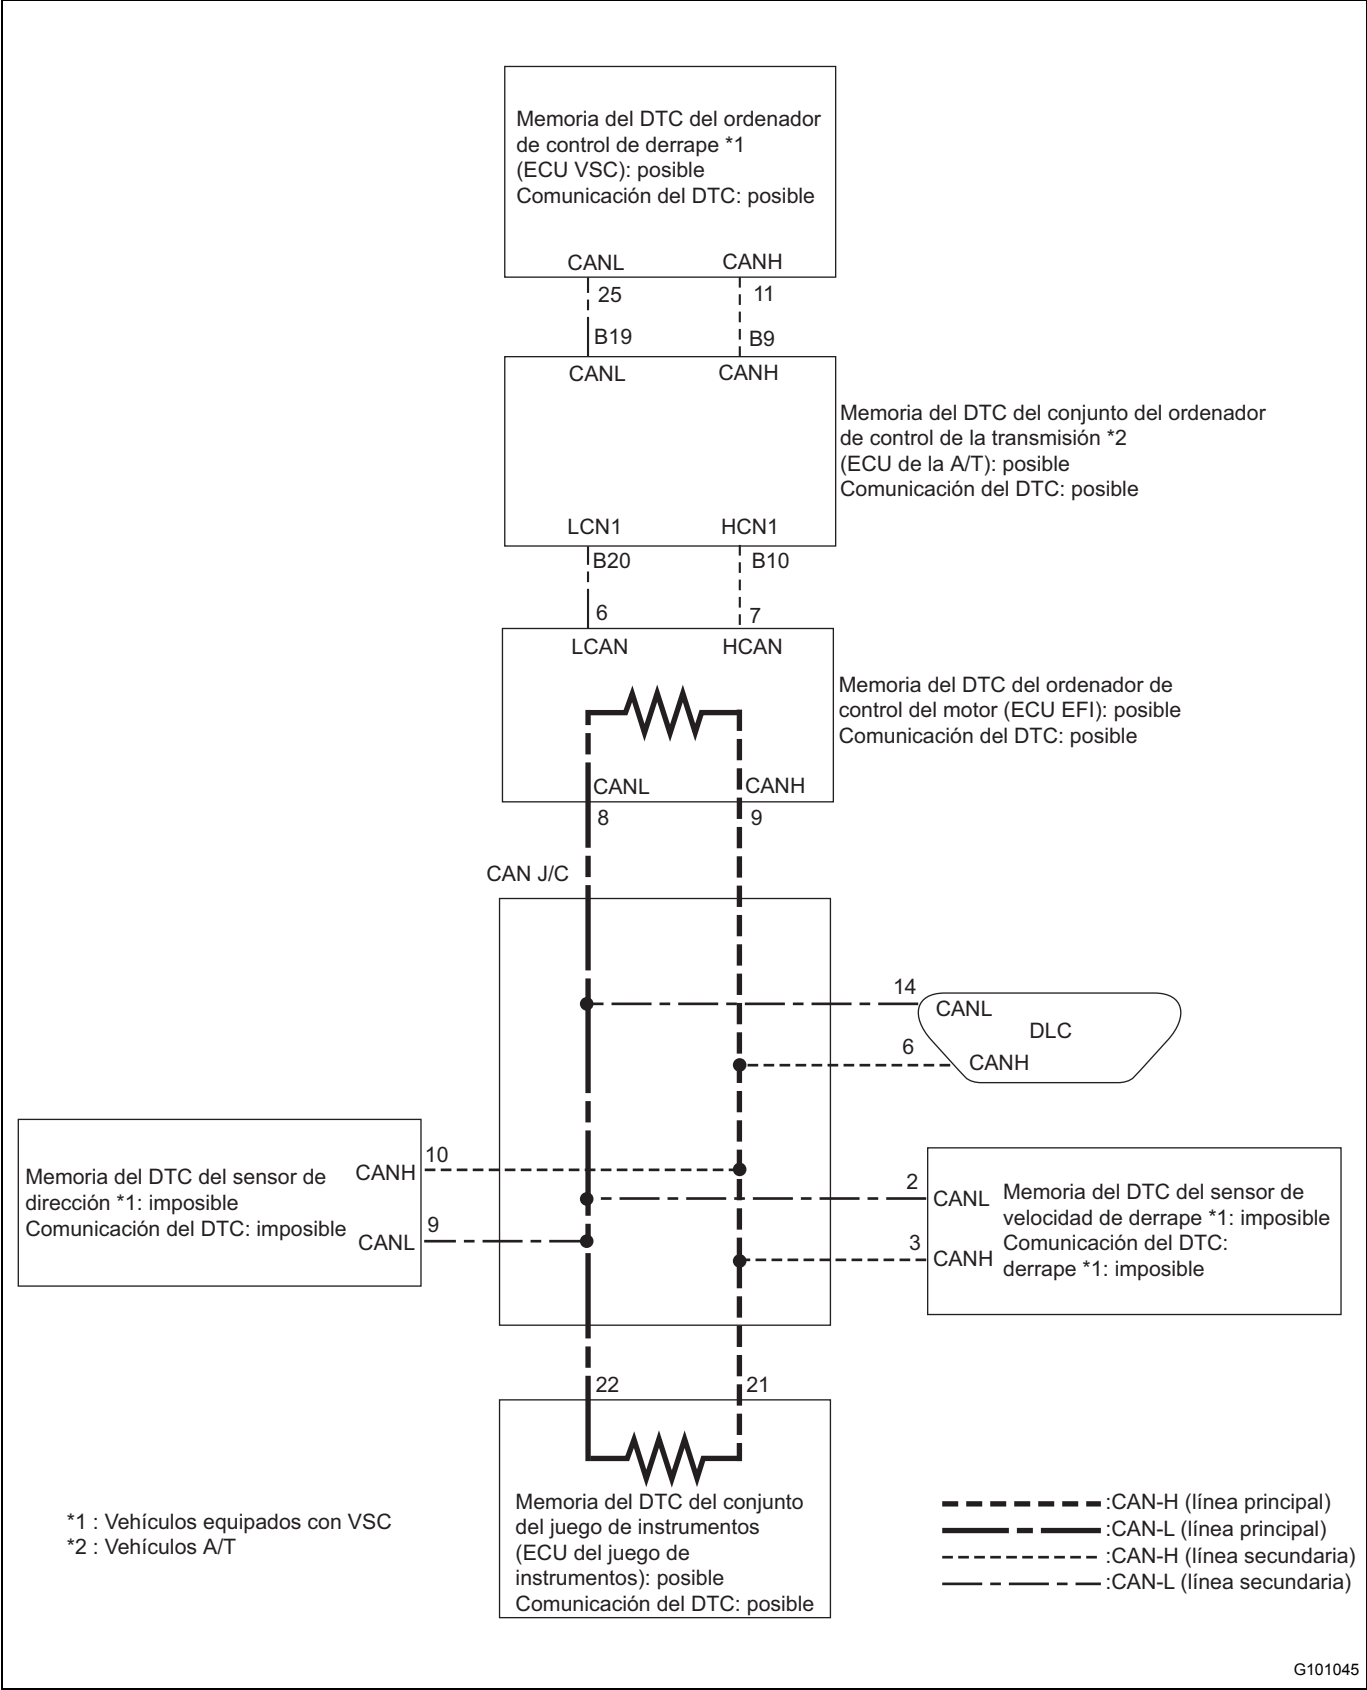 Memoria del DTC del ordenador
de control de derrape *1
(ECU VSC): posible
Comunicación del DTC: posible
CANL
CANH
25
11
B19
B9
CANL
CANH
Memoria del DTC del conjunto del ordenador
de control de la transmisión *2
(ECU de la A/T): posible
Comunicación del DTC: posible
LCN1
HCN1
B20
B10
6
7
LCAN
HCAN
Memoria del DTC del ordenador de
control del motor (ECU EFI): posible
Comunicación del DTC: posible
CANL
CANH
8
9
CAN J/C
14
CANL
DLC
6
CANH
10
CANH
Memoria del DTC del sensor de
dirección *1: imposible
Comunicación del DTC: imposible
9
CANL
2
CANL
3
CANH
Memoria del DTC del sensor de
velocidad de derrape *1: imposible
Comunicación del DTC:
derrape *1: imposible
22
21
Memoria del DTC del conjunto
del juego de instrumentos
(ECU del juego de
instrumentos): posible
Comunicación del DTC: posible
*1 : Vehículos equipados con VSC
*2 : Vehículos A/T
:CAN-H (línea principal)
:CAN-L (línea principal)
:CAN-H (línea secundaria)
:CAN-L (línea secundaria)
G101045